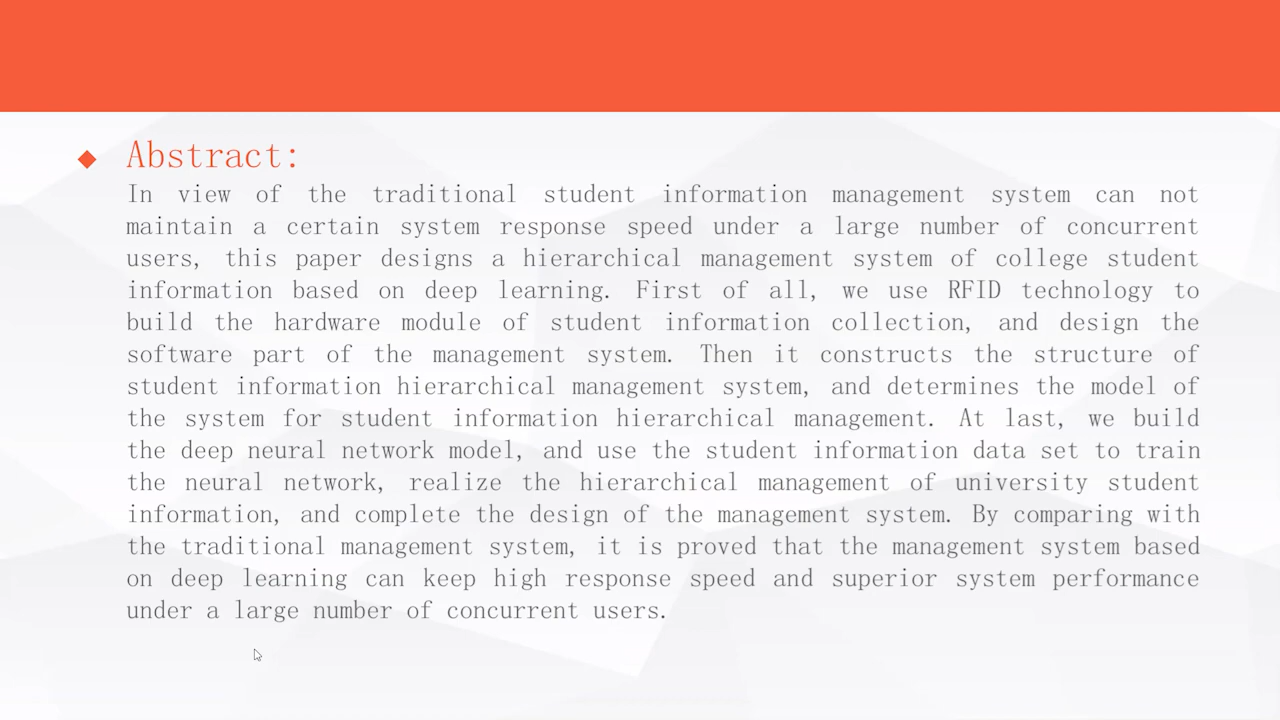 Abstract:
In view of the traditional student information management system can not
maintain a certain system response speed under a large number of concurrent
users, this paper designs a hierarchical management system of college student
information based on deep learning. First of all, we use RFID technology to
build the hardware module of student information collection, and design the
software part of the management system. Then it constructs the structure of
student information hierarchical management system, and determines the model of
the system for student information hierarchical management. At last, we build
the deep neural network model, and use the student information data set to train
the neural network, realize the hierarchical management of university student
information, and complete the design of the management system. By comparing with
the traditional management system, it is proved that the management system based
on deep learning can keep high response speed and superior system performance
under a large number of concurrent users.